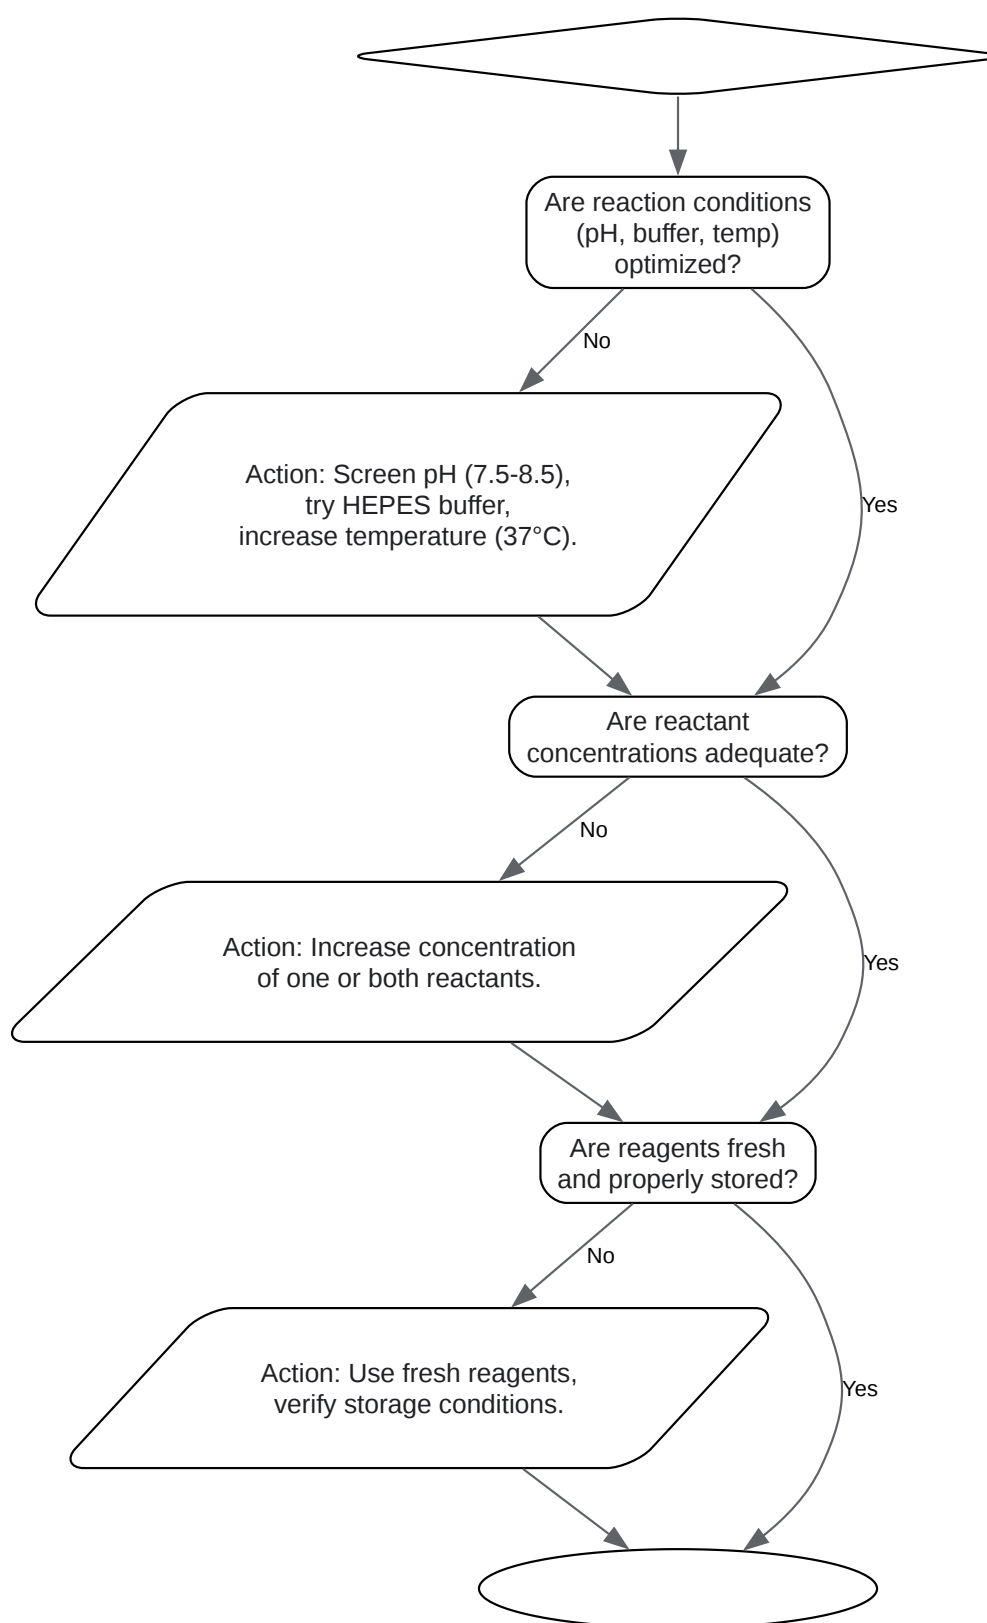 Are reaction conditions
(pH, buffer, temp)
optimized?
No
Action: Screen pH (7.5-8.5),
try HEPES buffer,
increase temperature (37°C).
Yes
Are reactant
concentrations adequate?
No
Action: Increase concentration
of one or both reactants.
Yes
Are reagents fresh
and properly stored?
No
Action: Use fresh reagents,
verify storage conditions.
Yes